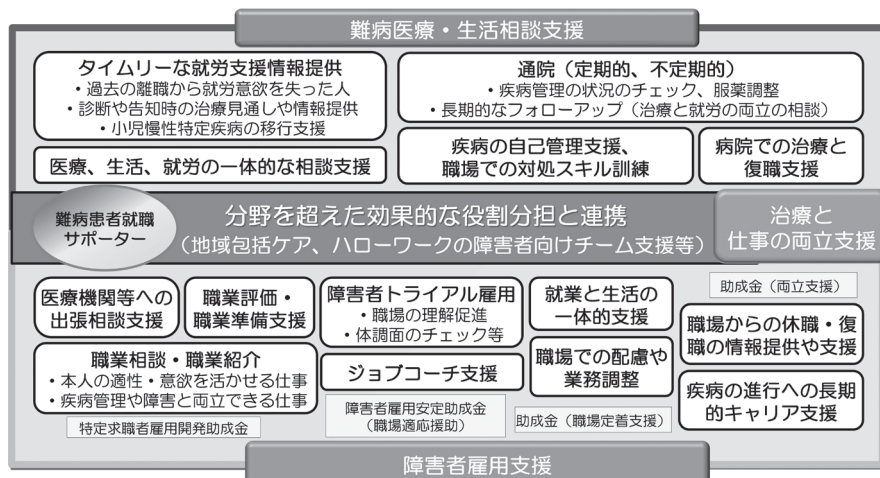 難病医療・生活相談支援
タイムリーな就労支援情報提供
・過去の離職から就労意欲を失った人
・診断や告知時の治療見通しや情報提供
・小児慢性特定疾病の移行支援
通院（定期的、不定期的）
・疾病管理の状況のチェック、服薬調整
・長期的なフォローアップ（治療と就労の両立の相談）
医療、生活、就労の一体的な相談支援
疾病の自己管理支援、
職場での対処スキル訓練
病院での治療と
復職支援
難病患者就職
サポーター
分野を超えた効果的な役割分担と連携
（地域包括ケア、ハローワークの障害者向けチーム支援等）
治療と
仕事の両立支援
医療機関等への
出張相談支援
職業評価・
職業準備支援
障害者トライアル雇用
・職場の理解促進
・体調面のチェック等
就業と生活の
一体的支援
助成金（両立支援）
職場からの休職・復
職の情報提供や支援
職業相談・職業紹介
・本人の適性・意欲を活かせる仕事
・疾病管理や障害と両立できる仕事
ジョブコーチ支援
職場での配慮や
業務調整
疾病の進行への長期
的キャリア支援
特定求職者雇用開発助成金
障害者雇用安定助成金
（職場適応援助）
助成金（職場定着支援）
障害者雇用支援